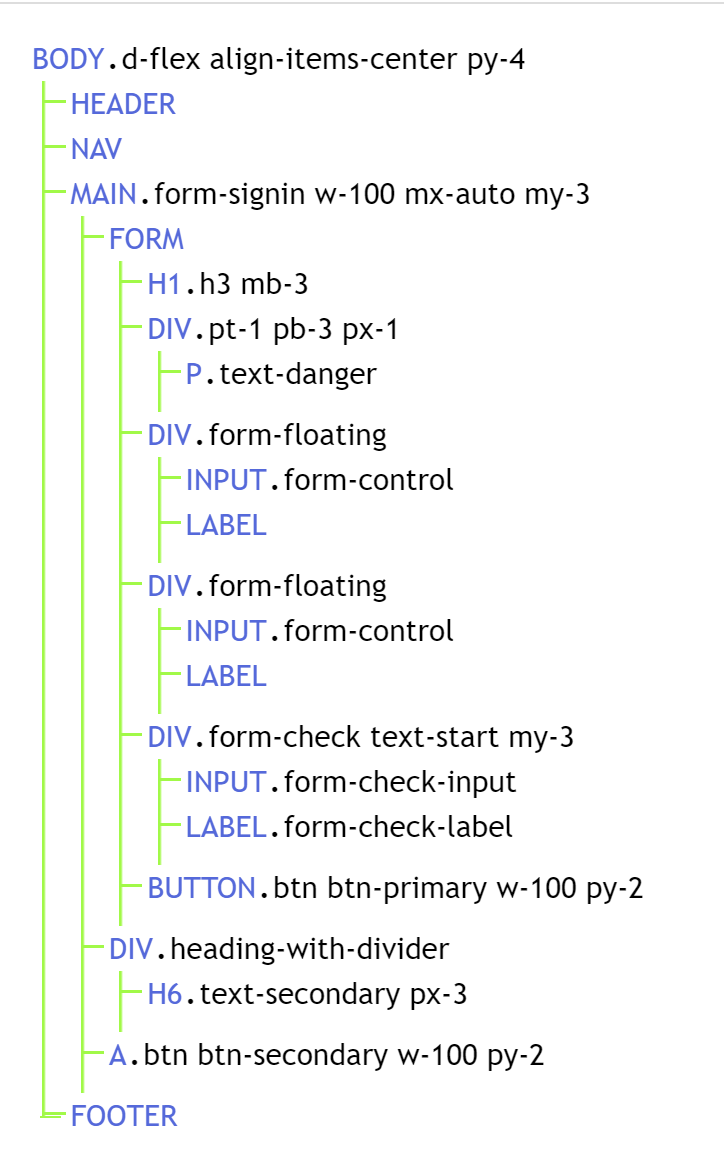 BODY.d-flex align-items-center py-4
HEADER
NAV
MAIN.form-signin w-100 mx-auto my-3
FORM
H1.h3 mb-3
DIV.pt-1 pb-3 px-1
P.text-danger
DIV.form-floating
INPUT.form-control
LABEL
DIV.form-floating
INPUT.form-control
LABEL
DIV.form-check text-start my-3
INPUT.form-check-input
LABEL.form-check-label
BUTTON.btn btn-primary w-100 py-2
DIV.heading-with-divider
H6.text-secondary px-3
A.btn btn-secondary w-100 py-2
FOOTER